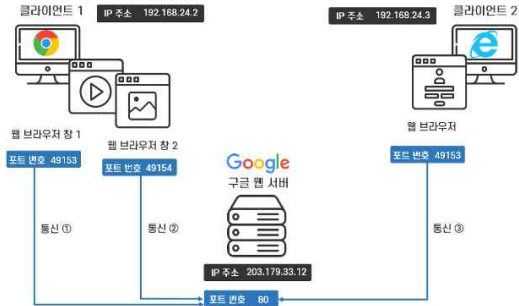 클라이언트 1
IP 주소 192.168.24.2
IP 주소 192.168.24.3
클라이언트 2
웹 브라우저 창 1
포트 번호 49153
웹 브라우저 창 2
포트 번호 49154
웹 브라우저
포트 번호 49153
Google
구글 웹 서버
통신 ①
통신 ②
통신 ③
IP 주소 203.179.33.12
포트 번호 80